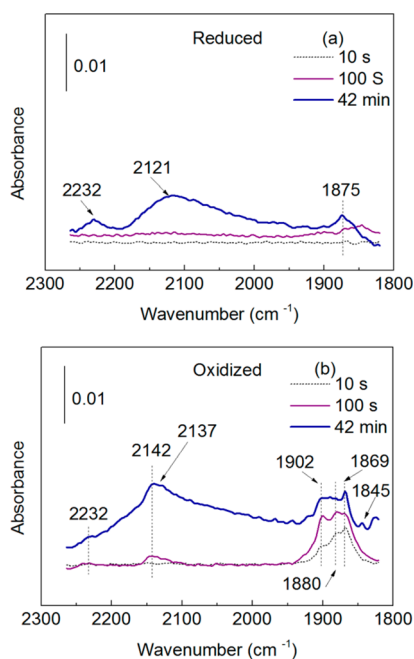 Reduced (a)
0.01
10 s
100 S
42 min
2121
2232
1875
Absorbance
2300 2200 2100 2000 1900 1800
Wavenumber (cm⁻¹)
Oxidized (b)
0.01
10 s
100 s
42 min
2142
2137
1902
1869
2232
1845
1880
Absorbance
2300 2200 2100 2000 1900 1800
Wavenumber (cm⁻¹)